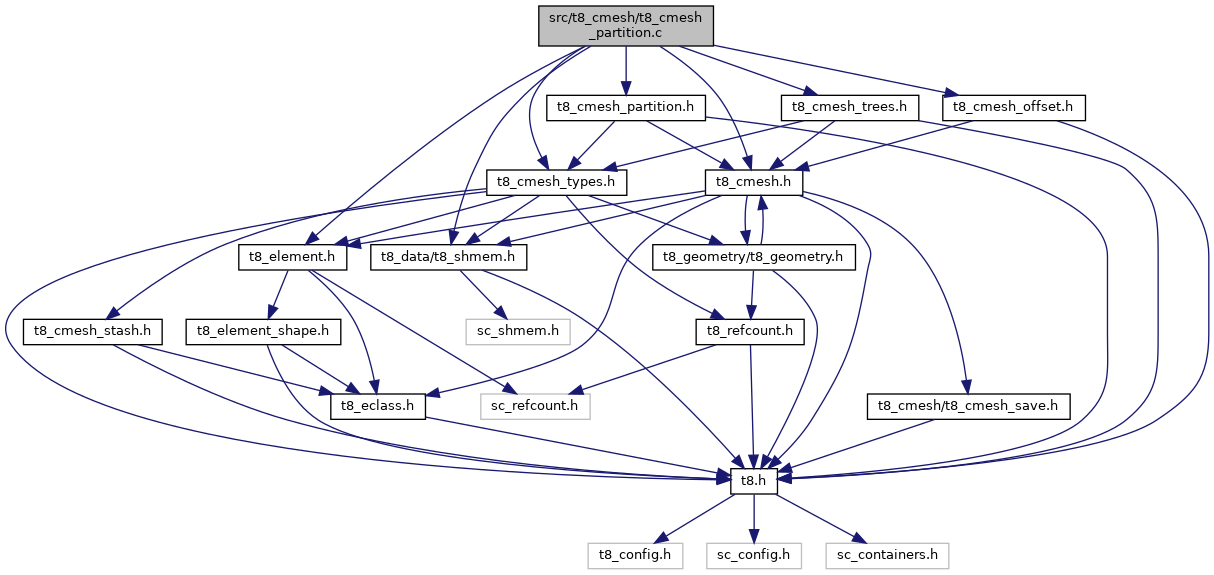 src/t8_cmesh/t8_cmesh
_partition.c
t8_cmesh_partition.h
t8_cmesh_trees.h
t8_cmesh_offset.h
t8_cmesh_types.h
t8_cmesh.h
t8_element.h
t8_data/t8_shmem.h
t8_geometry/t8_geometry.h
t8_cmesh_stash.h
t8_element_shape.h
sc_shmem.h
t8_refcount.h
t8_eclass.h
sc_refcount.h
t8_cmesh/t8_cmesh_save.h
t8.h
t8_config.h
sc_config.h
sc_containers.h